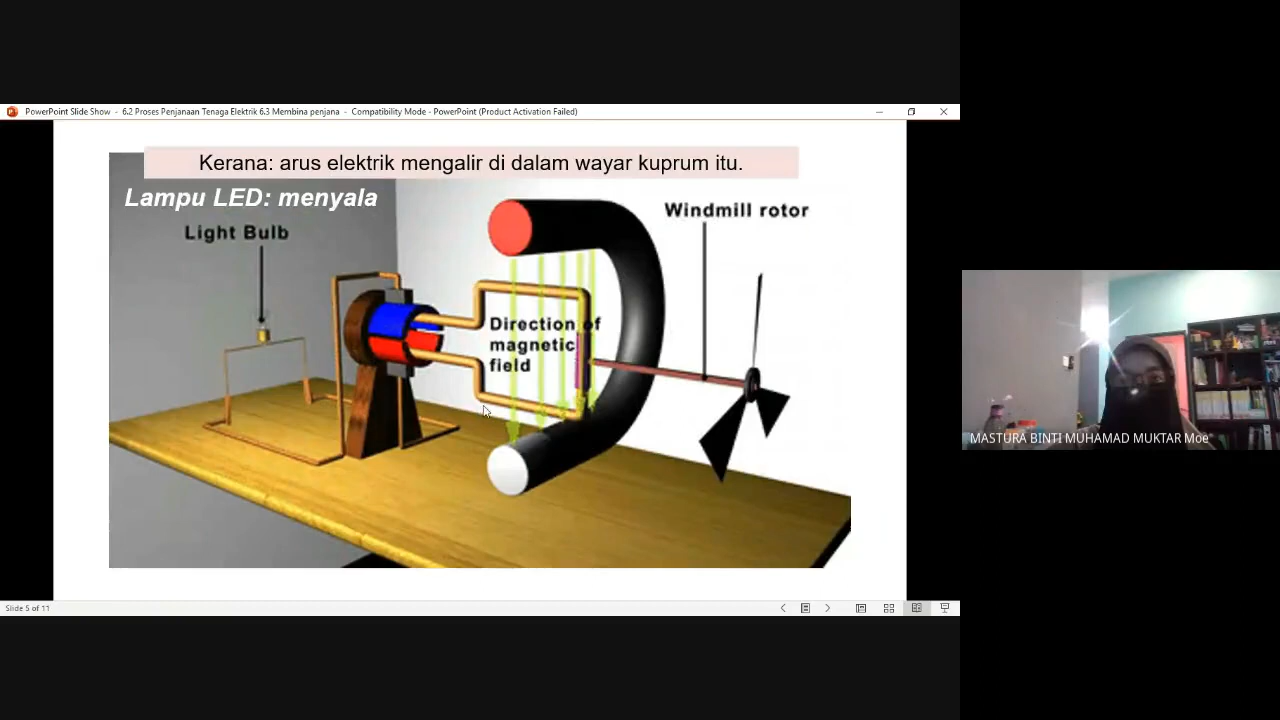 PowerPoint Slide Show - 6.2 Proses Penjanaan Tenaga Elektrik 6.3 Membina penjana - Compatibility Mode - PowerPoint (Product Activation Failed)
Kerana: arus elektrik mengalir di dalam wayar kuprum itu.
Lampu LED: menyala
Light Bulb
Windmill rotor
Direction of
magnetic
field
MASTURA BINTI MUHAMAD MUKTAR Moe
Slide 5 of 11